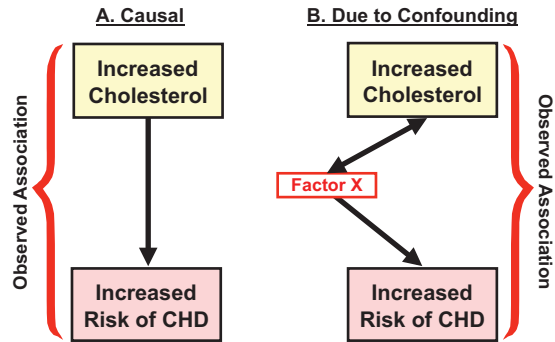 A. Causal
Observed Association
Increased
Cholesterol
Increased
Risk of CHD
B. Due to Confounding
Increased
Cholesterol
Factor X
Increased
Risk of CHD
Observed Association